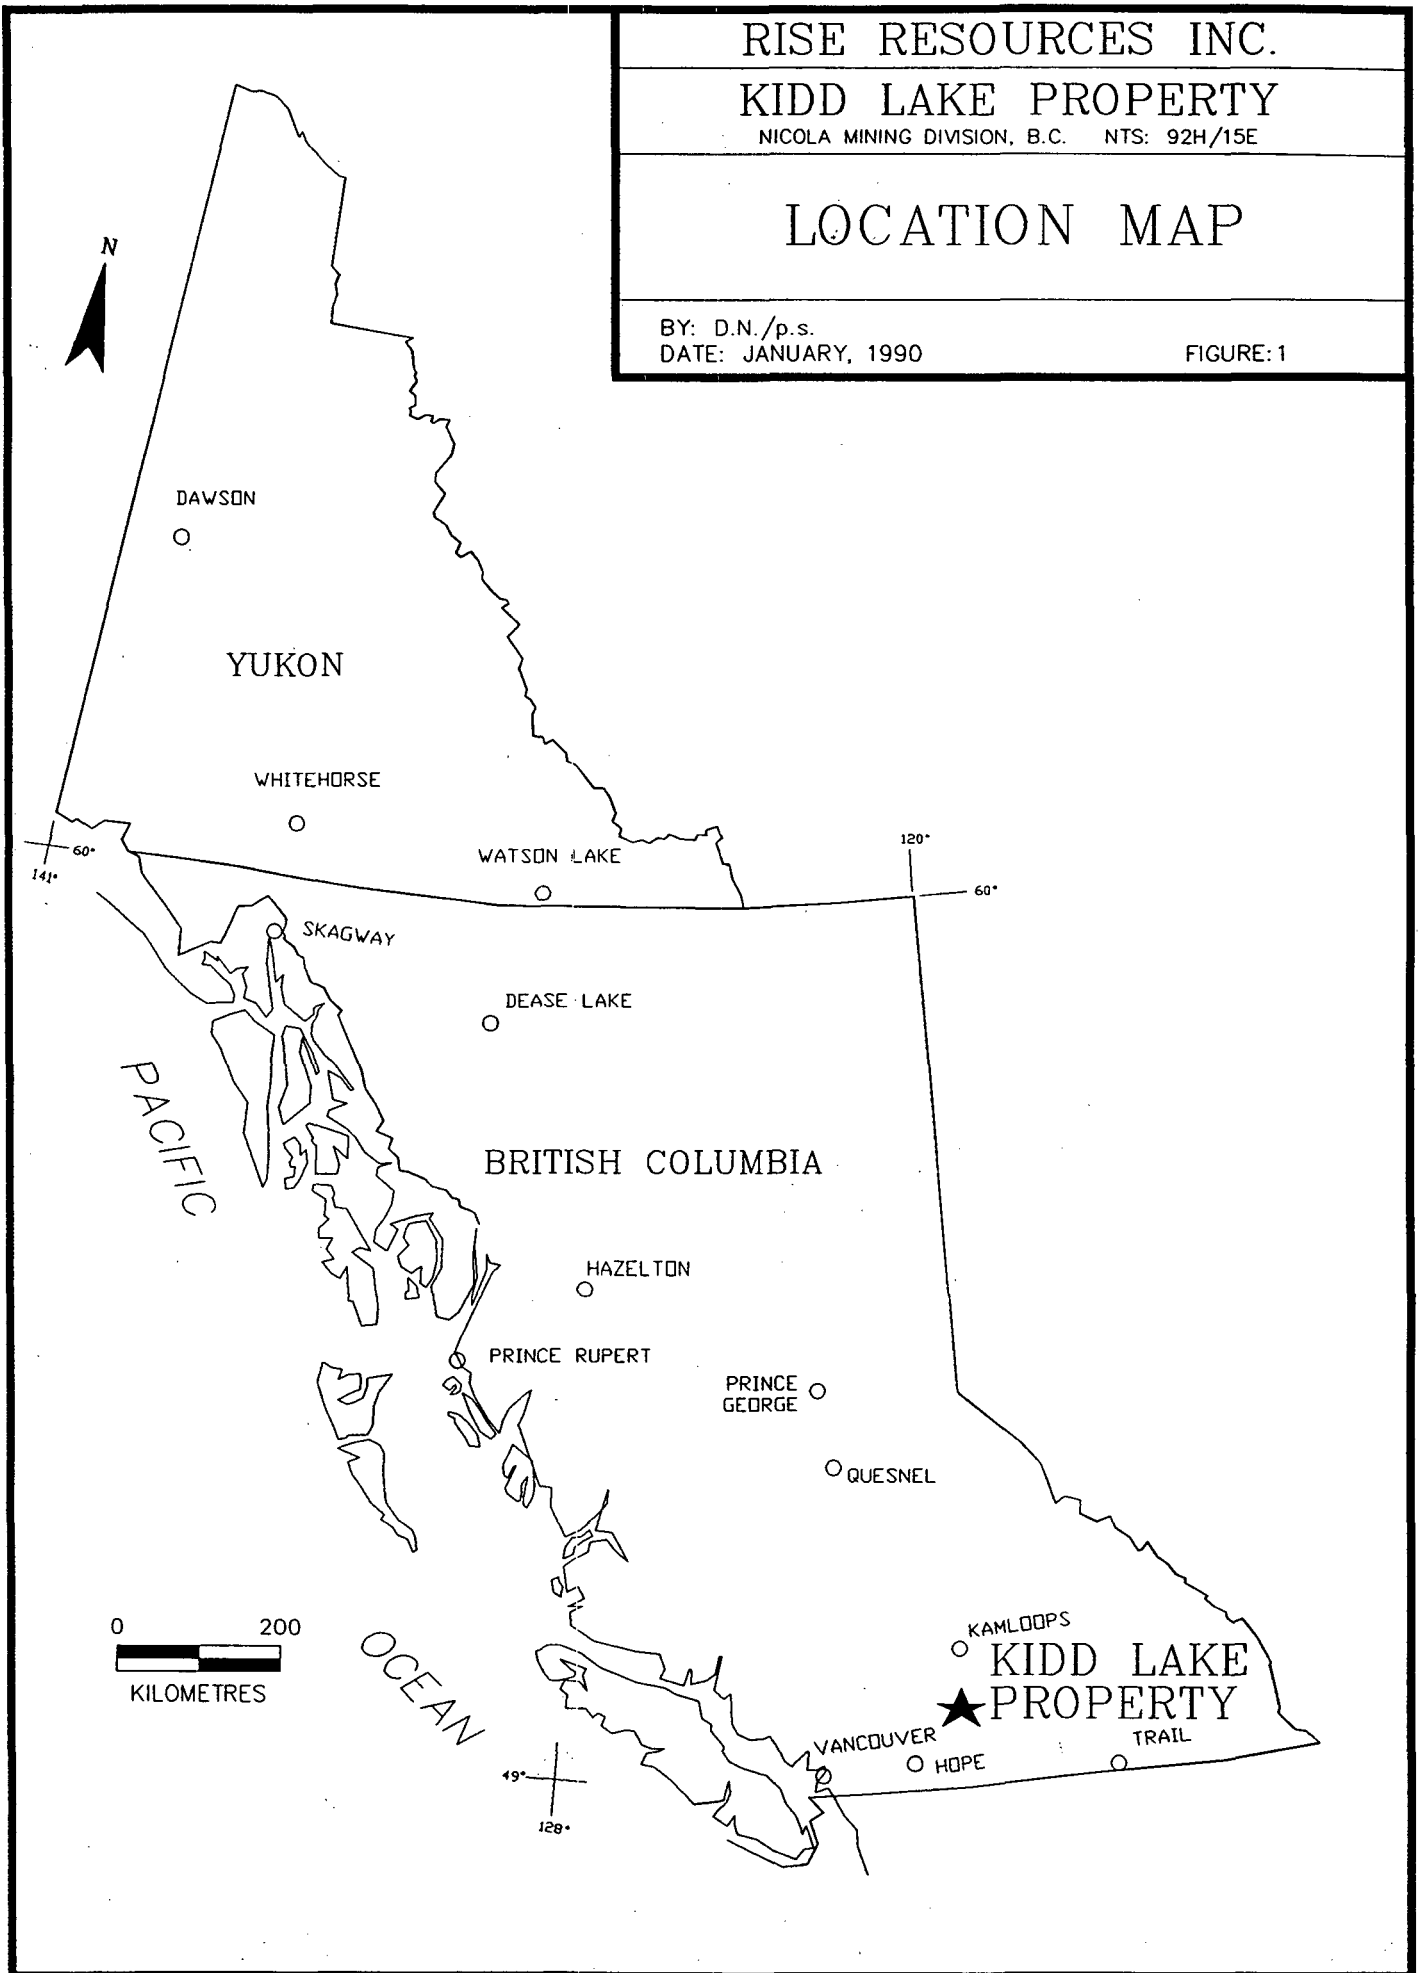 RISE RESOURCES INC.
KIDD LAKE PROPERTY
NICOLA MINING DIVISION, B.C. NTS: 92H/15E
LOCATION MAP
BY: D.N./p.s.
DATE: JANUARY, 1990 FIGURE: 1
N
DAWSON
YUKON
WHITEHORSE
WATSON LAKE
60°
141°
120°
60°
SKAGWAY
DEASE LAKE
PACIFIC
BRITISH COLUMBIA
HAZELTON
PRINCE RUPERT
PRINCE
GEORGE
QUESNEL
0 200
KILOMETRES
OCEAN
KAMLOOPS
KIDD LAKE
PROPERTY
VANCOUVER
HOPE
TRAIL
49°
128°